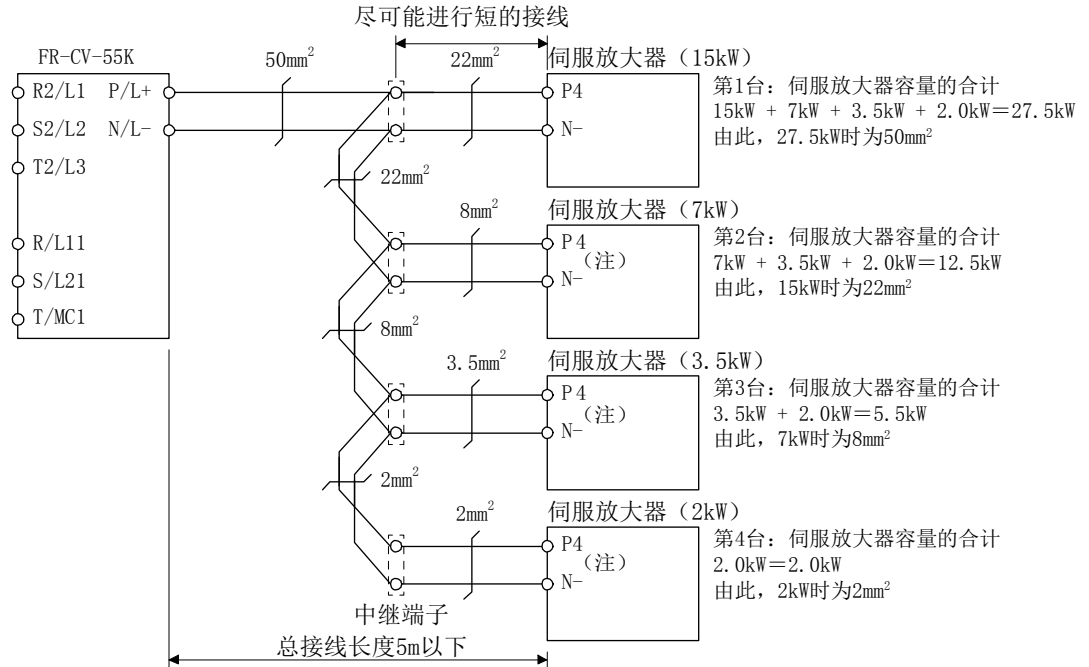 尽可能进行短的接线
FR-CV-55K
50mm²
22mm²
伺服放大器（15kW）
R2/L1 P/L+
S2/L2 N/L-
T2/L3
R/L11
S/L21
T/MC1
P4
N-
第1台：伺服放大器容量的合计
15kW + 7kW + 3.5kW + 2.0kW＝27.5kW
由此，27.5kW时为50mm²
22mm²
8mm²
伺服放大器（7kW）
P4
（注）
N-
第2台：伺服放大器容量的合计
7kW + 3.5kW + 2.0kW＝12.5kW
由此，15kW时为22mm²
8mm²
3.5mm²
伺服放大器（3.5kW）
P4
（注）
N-
第3台：伺服放大器容量的合计
3.5kW + 2.0kW＝5.5kW
由此，7kW时为8mm²
2mm²
2mm²
伺服放大器（2kW）
P4
（注）
N-
第4台：伺服放大器容量的合计
2.0kW＝2.0kW
由此，2kW时为2mm²
中继端子
总接线长度5m以下